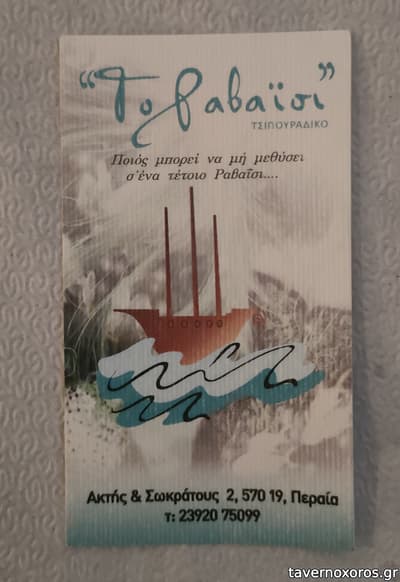 “Το ραβαΐσι”
ΤΣΙΠΟΥΡΑΔΙΚΟ
Ποιός μπορεί να μή μεθύσει
σ'ένα τέτοιο Ραβαΐσι....
Ακτής & Σωκράτους 2, 570 19, Περαία
τ: 23920 75099
tavernoxoros.gr